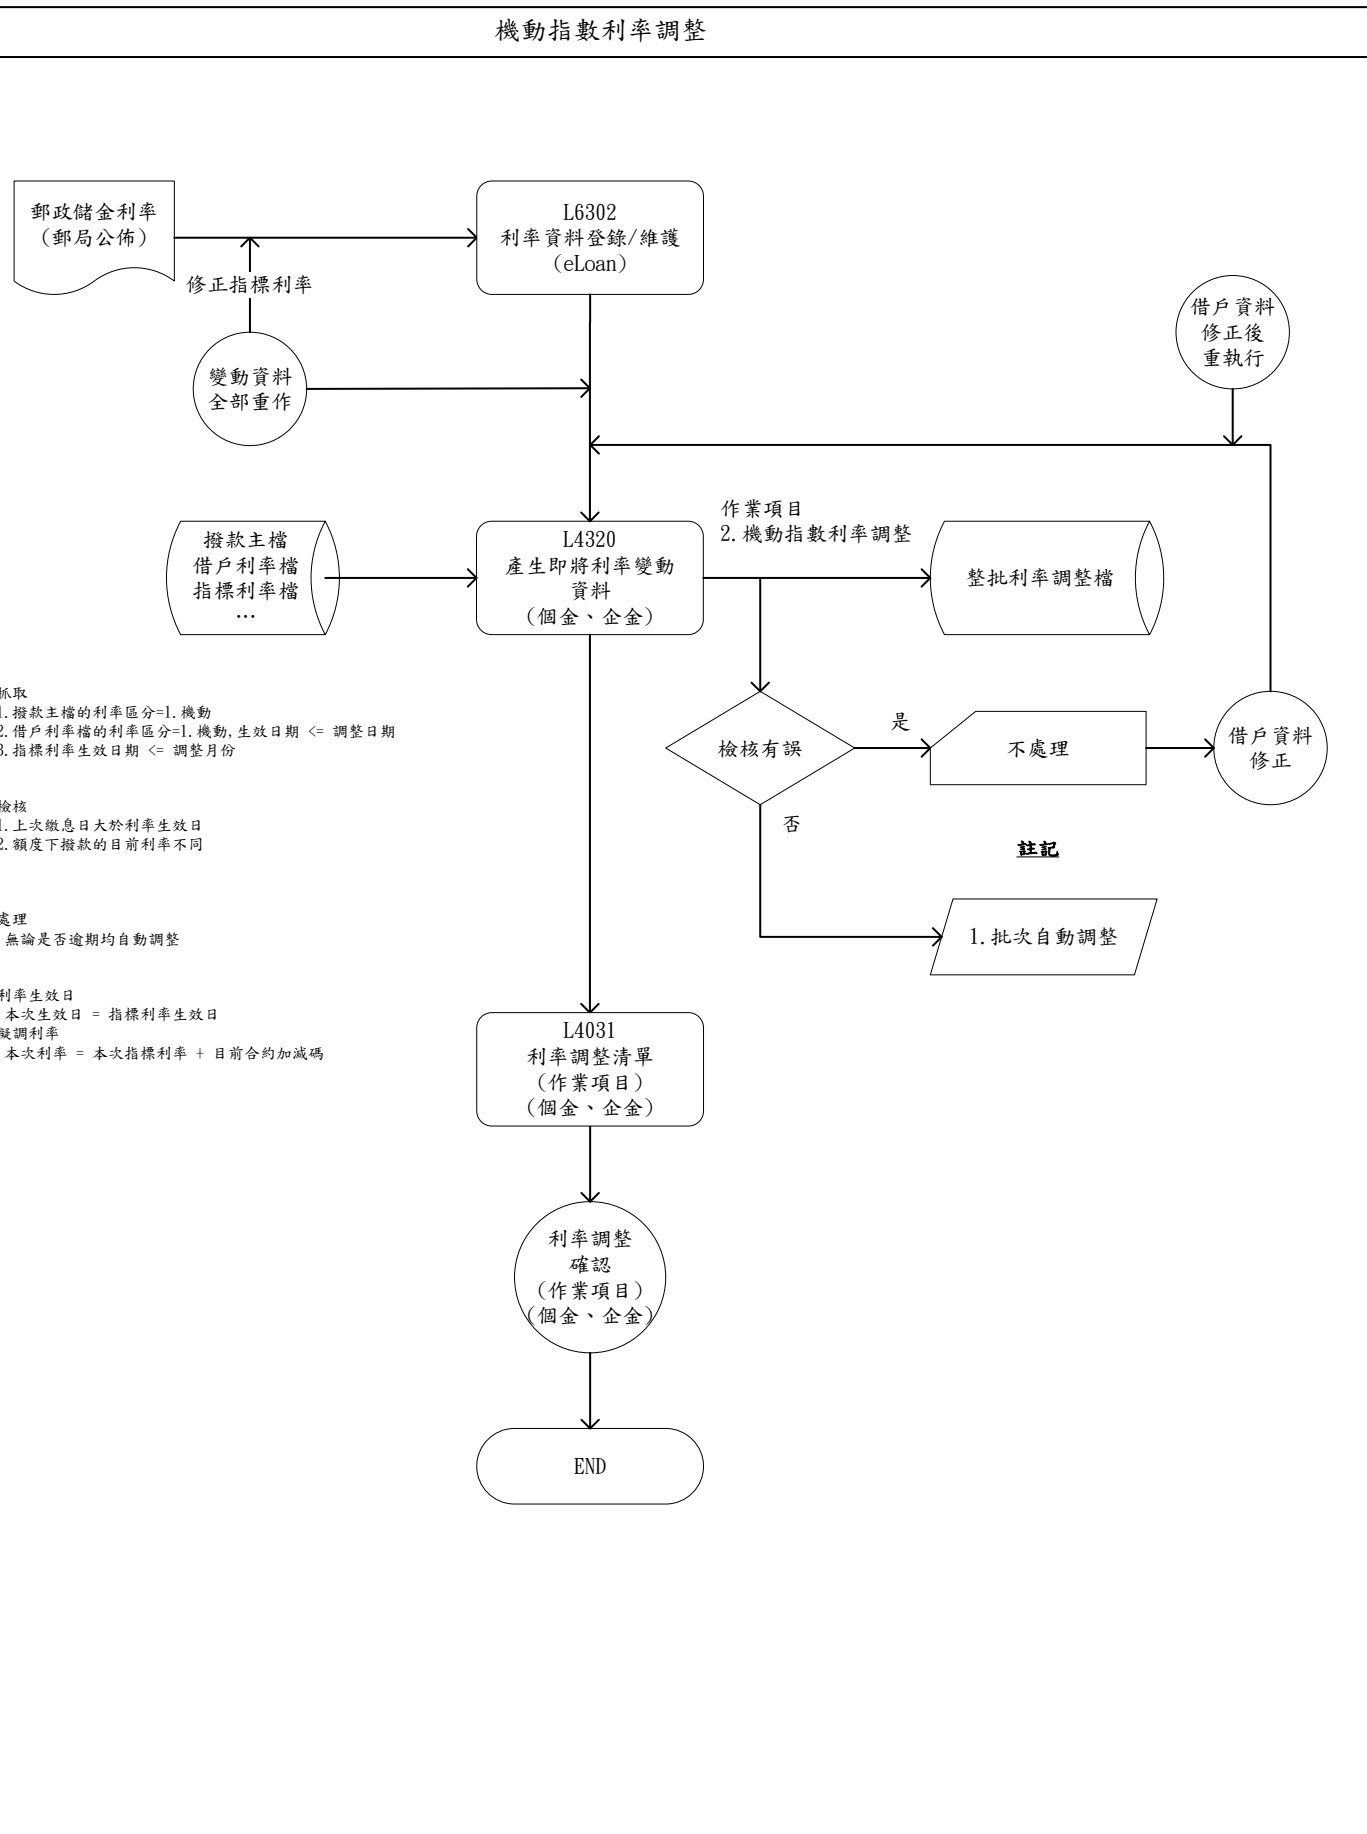 機動指數利率調整
郵政儲金利率
(郵局公佈)
L6302
利率資料登錄/維護
(eLoan)
修正指標利率
借戶資料
修正後
重執行
變動資料
全部重作
撥款主檔
借戶利率檔
指標利率檔
…
L4320
產生即將利率變動
資料
(個金、企金)
作業項目
2.機動指數利率調整
整批利率調整檔
抓取
1.撥款主檔的利率區分=1.機動
2.借戶利率檔的利率區分=1.機動,生效日期 <= 調整日期
3.指標利率生效日期 <= 調整月份
檢核有誤
是
不處理
借戶資料
修正
檢核
1.上次繳息日大於利率生效日
2.額度下撥款的目前利率不同
否
註記
處理
無論是否逾期均自動調整
1.批次自動調整
利率生效日
本次生效日 = 指標利率生效日
擬調利率
本次利率 = 本次指標利率 + 目前合約加減碼
L4031
利率調整清單
(作業項目)
(個金、企金)
利率調整
確認
(作業項目)
(個金、企金)
END